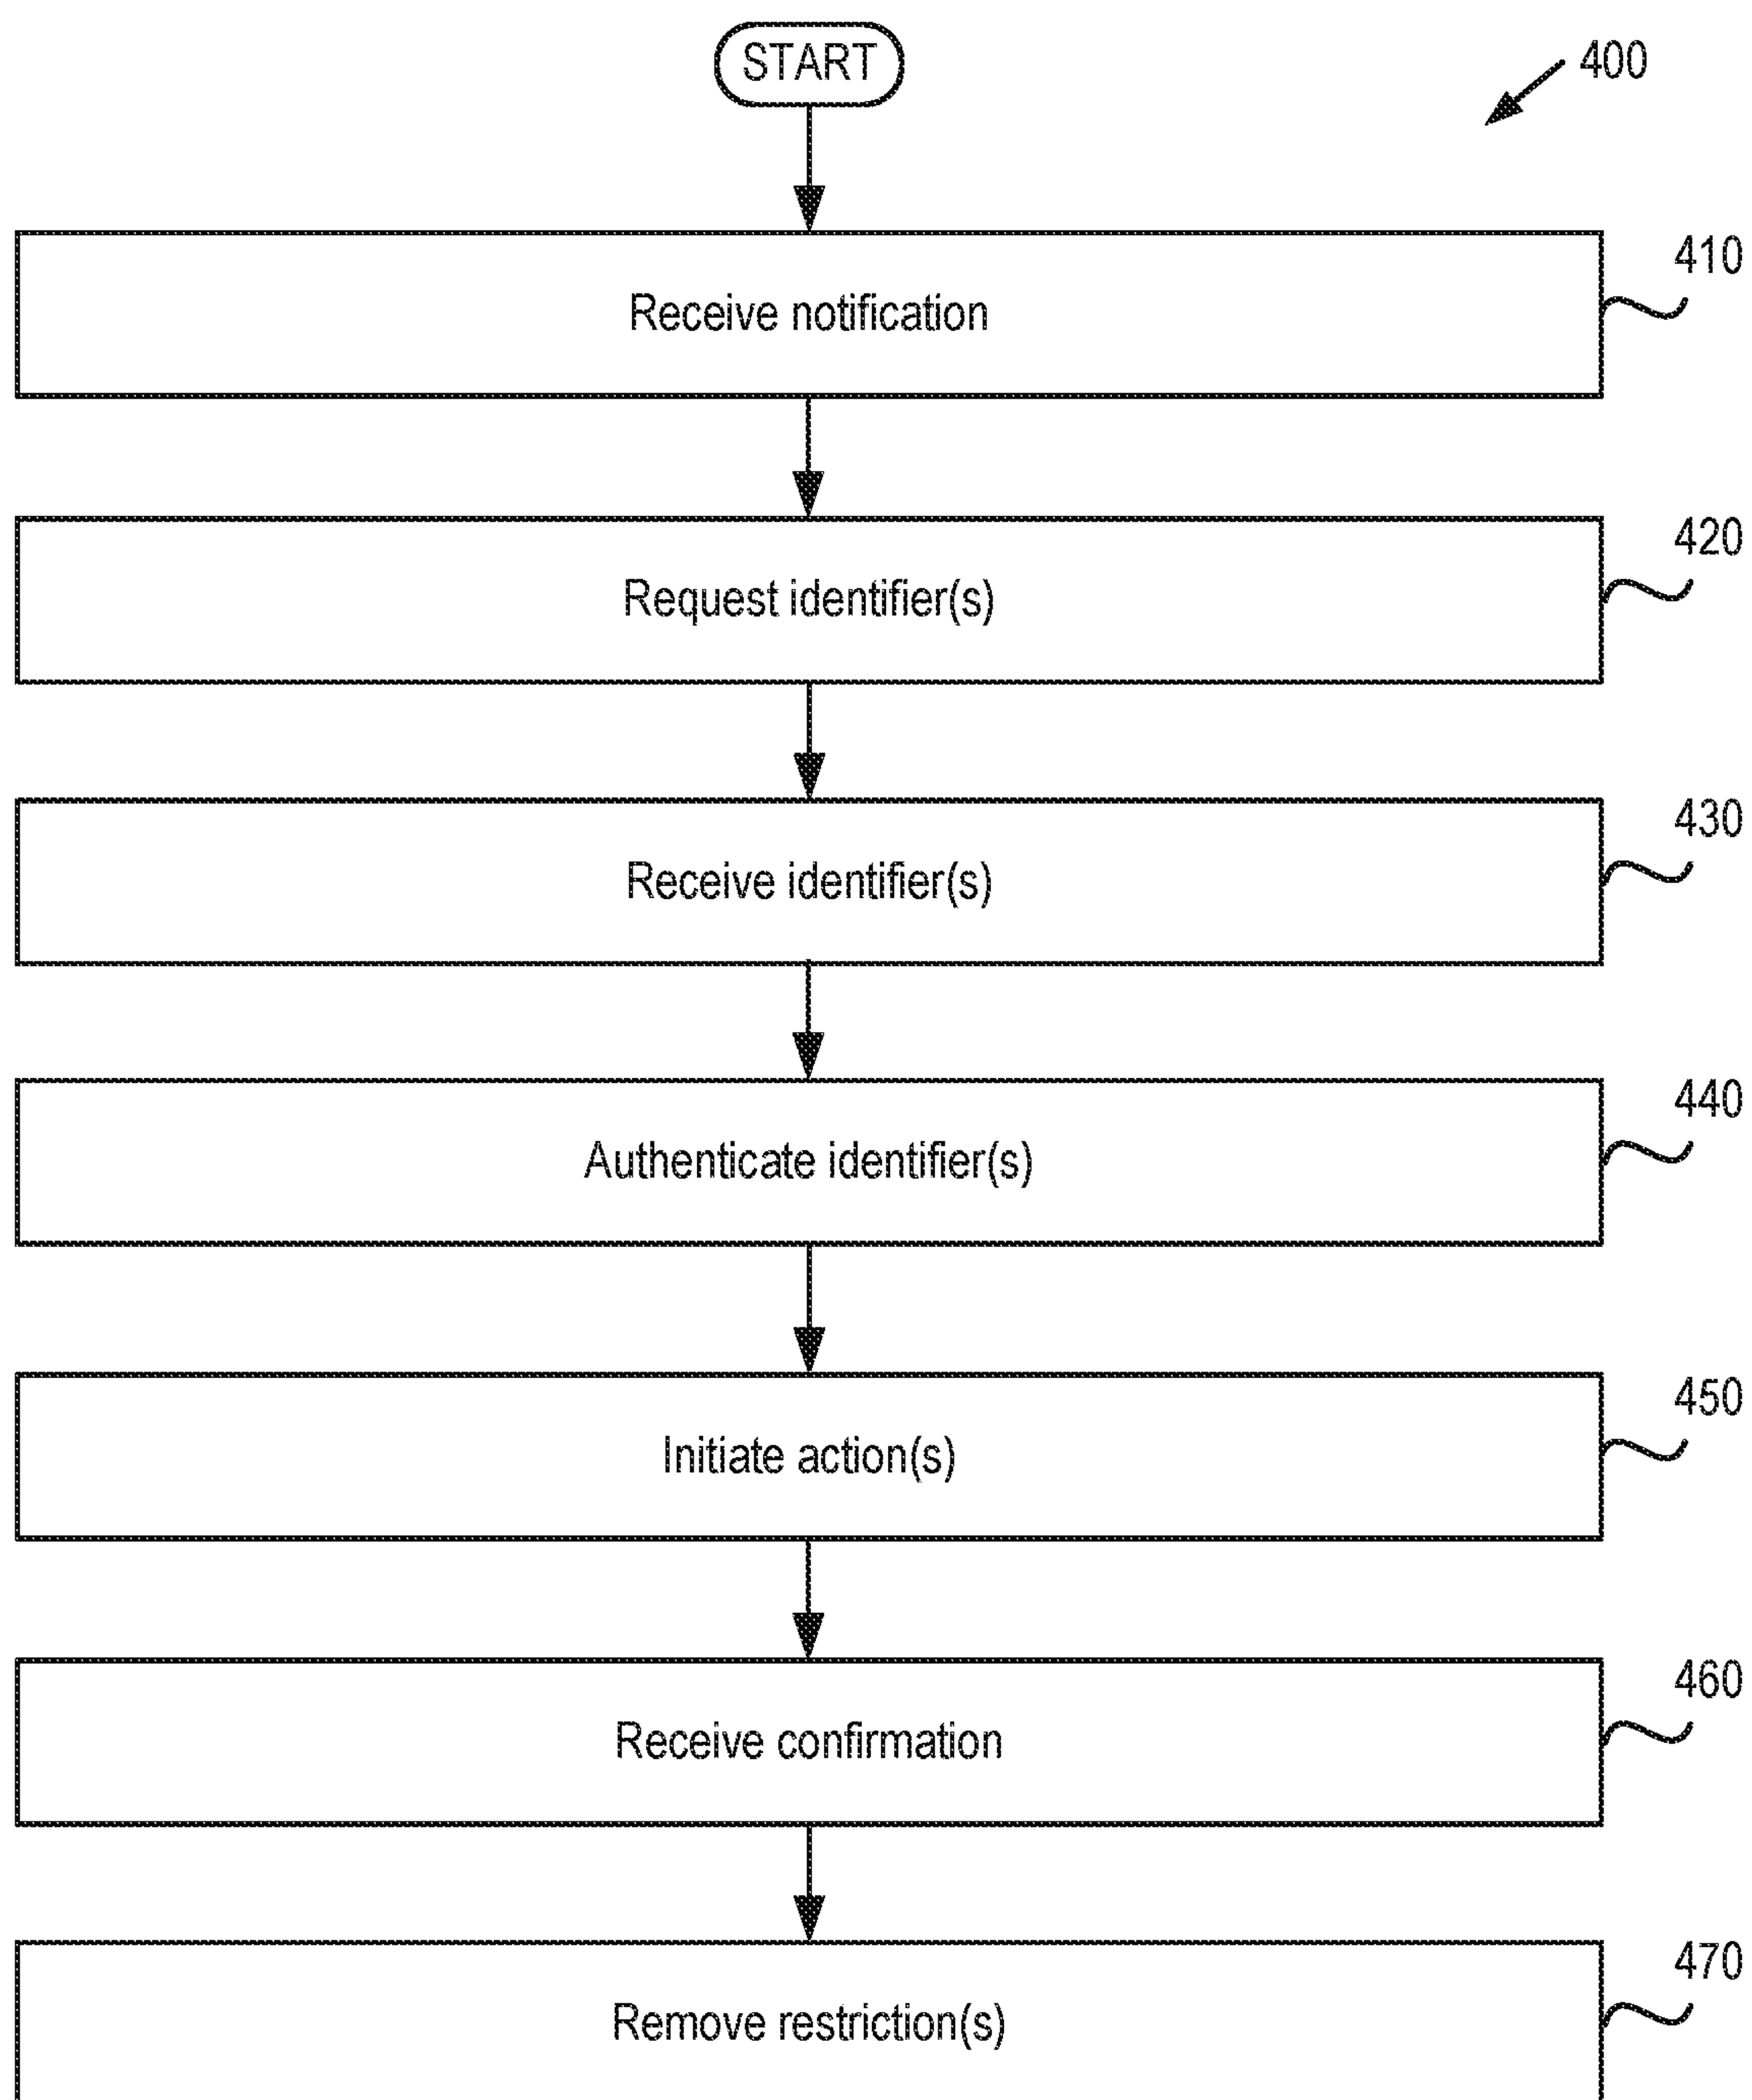 START
400
410
Receive notification
420
Request identifier(s)
430
Receive identifier(s)
440
Authenticate identifier(s)
450
Initiate action(s)
460
Receive confirmation
470
Remove restriction(s)